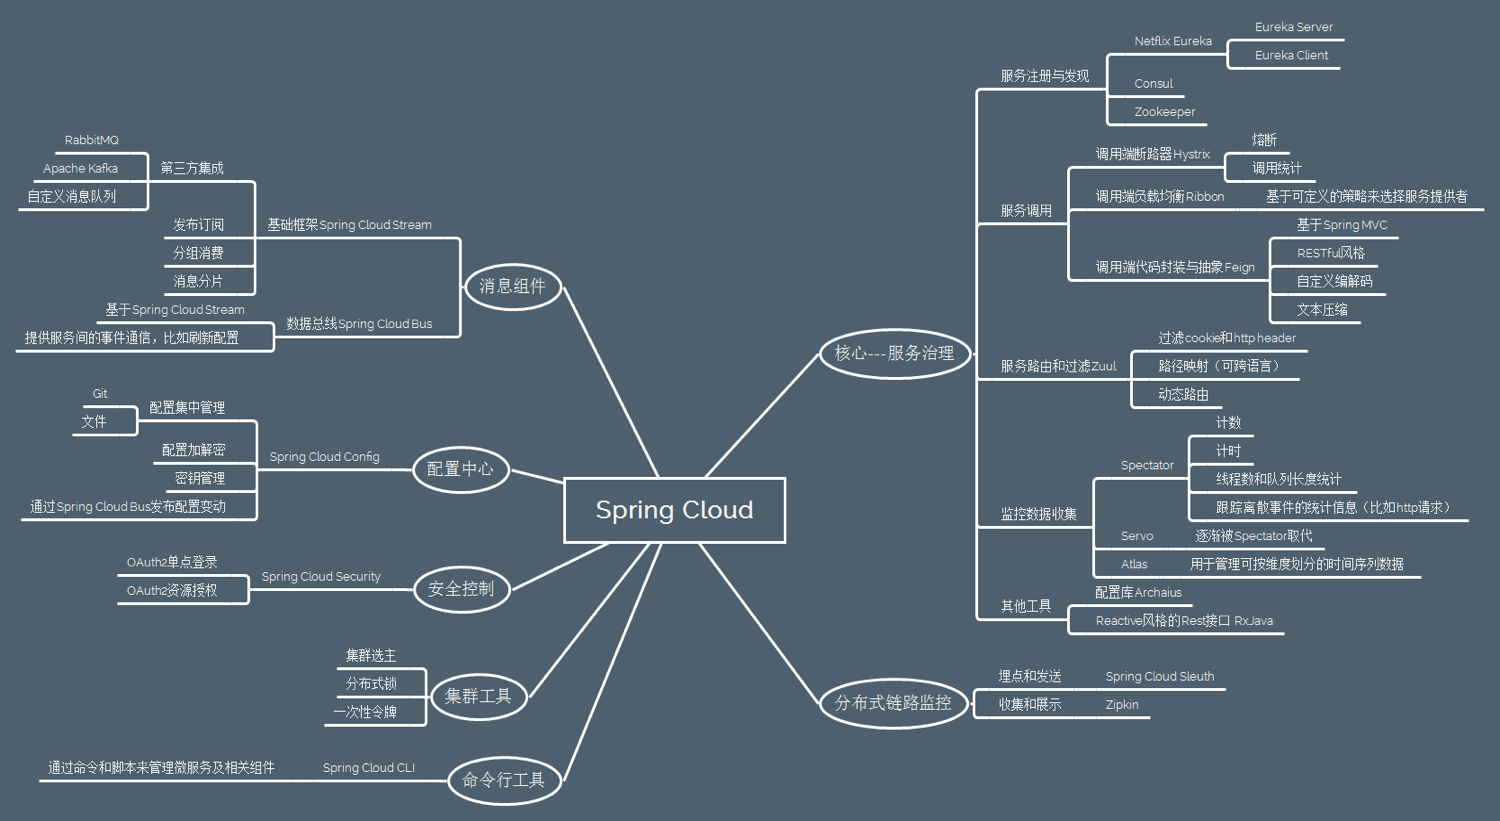 Spring Cloud
核心---服务治理
服务注册与发现
Netflix Eureka
Eureka Server
Eureka Client
Consul
Zookeeper
服务调用
调用端断路器Hystrix
熔断
调用统计
调用端负载均衡Ribbon
基于可定义的策略来选择服务提供者
调用端代码封装与抽象Feign
基于Spring MVC
RESTful风格
自定义编解码
文本压缩
服务路由和过滤Zuul
过滤cookie和http header
路径映射（可跨语言）
动态路由
监控数据收集
Spectator
计数
计时
线程数和队列长度统计
跟踪离散事件的统计信息（比如http请求）
Servo
逐渐被Spectator取代
Atlas
用于管理可按维度划分的时间序列数据
其他工具
配置库Archaius
Reactive风格的Rest接口 RxJava
分布式链路监控
埋点和发送
Spring Cloud Sleuth
收集和展示
Zipkin
消息组件
基础框架Spring Cloud Stream
第三方集成
RabbitMQ
Apache Kafka
自定义消息队列
发布订阅
分组消费
消息分片
数据总线Spring Cloud Bus
基于Spring Cloud Stream
提供服务间的事件通信，比如刷新配置
配置中心
Spring Cloud Config
配置集中管理
Git
文件
配置加解密
密钥管理
通过Spring Cloud Bus发布配置变动
安全控制
Spring Cloud Security
OAuth2单点登录
OAuth2资源授权
集群工具
集群选主
分布式锁
一次性令牌
命令行工具
Spring Cloud CLI
通过命令和脚本来管理微服务及相关组件